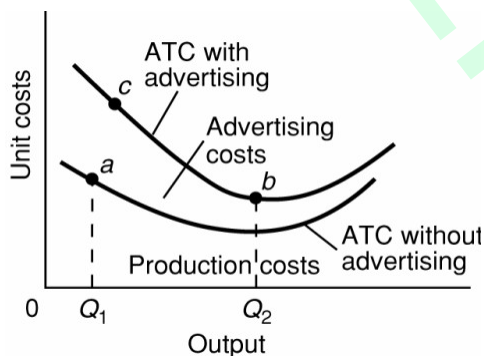 Unit costs
ATC with
advertising
c
Advertising
costs
a
b
ATC without
advertising
Production costs
0
Q1
Q2
Output